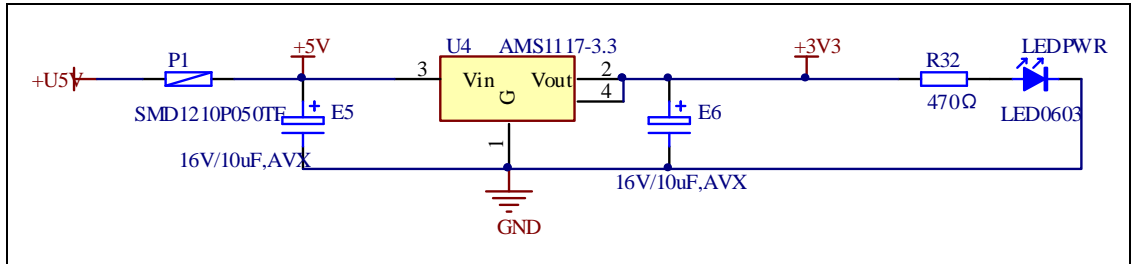 U4 AMS1117-3.3
+5V
+3V3
LEDPWR
P1
R32
+U5V
3
Vin
Vout
2
4
G
1
SMD1210P050TF
E5
E6
470Ω
LED0603
16V/10uF,AVX
16V/10uF,AVX
GND